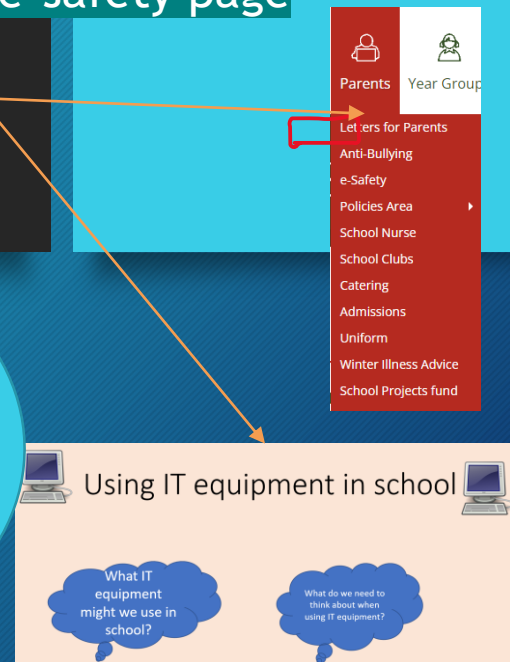 e-safety page
Parents
Year Group
Letters for Parents
Anti-Bullying
e-Safety
Policies Area
School Nurse
School Clubs
Catering
Admissions
Uniform
Winter Illness Advice
School Projects fund
Using IT equipment in school
What IT
equipment
might we use in
school?
What do we need to
think about when
using IT equipment?